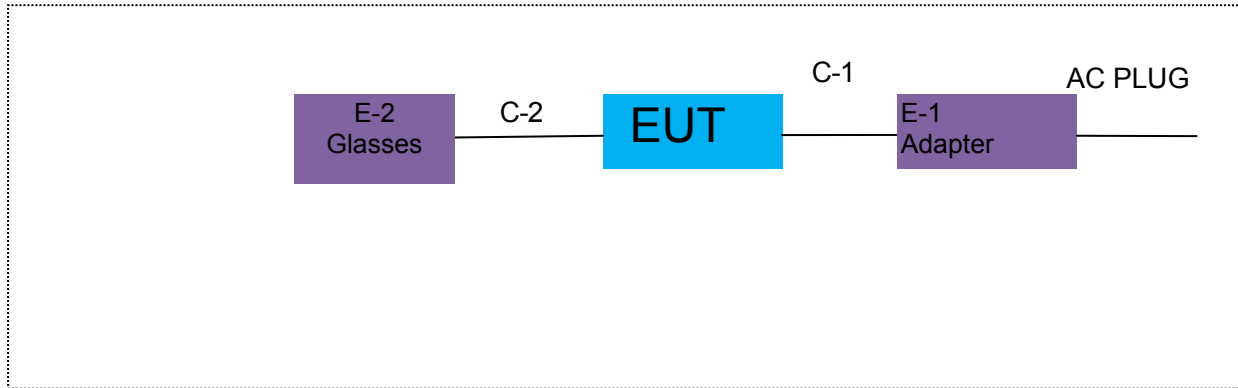 E-2
Glasses
C-2
EUT
C-1
E-1
Adapter
AC PLUG